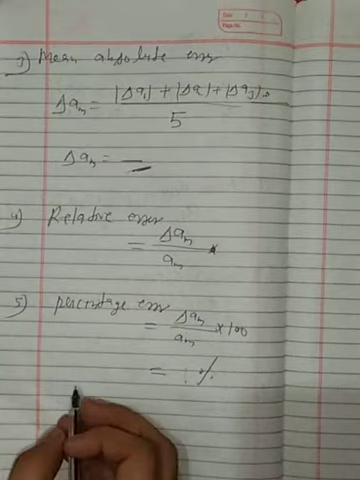 3) Mean absolute error
Δaₘ = |Δa₁| + |Δa₂| + |Δa₃|...
5
Δaₘ = __
4) Relative error
= Δaₘ
aₘ
5) percentage error
= Δaₘ × 100
aₘ
= %